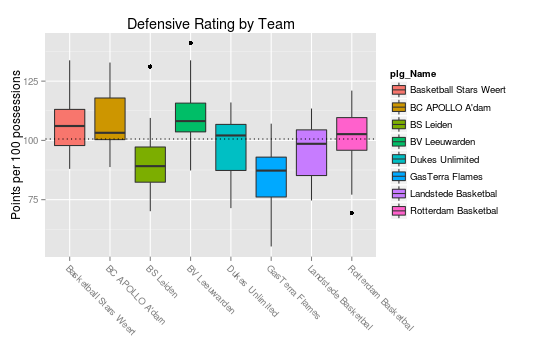 Defensive Rating by Team
Points per 100 possessions
125
100
75
Basketball Stars Weert
BC APOLLO A'dam
BS Leiden
BV Leeuwarden
Dukes Unlimited
GasTerra Flames
Landstede Basketbal
Rotterdam Basketbal
plg_Name
Basketball Stars Weert
BC APOLLO A'dam
BS Leiden
BV Leeuwarden
Dukes Unlimited
GasTerra Flames
Landstede Basketbal
Rotterdam Basketbal